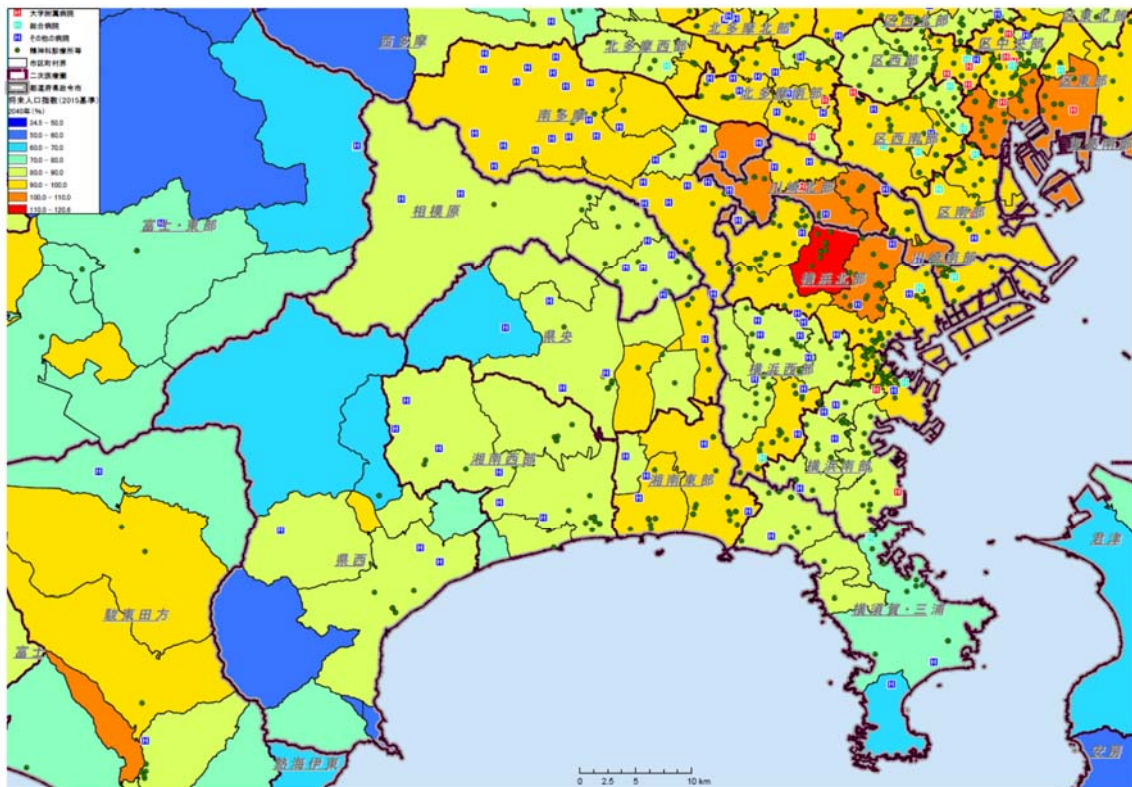 大学附属病院
総合病院
その他の病院
精神科診療所等
市区町村界
二次医療圏
都道府県政令市
将来人口指数(2015基準)
2040年(%)
24.5 - 50.0
50.0 - 60.0
60.0 - 70.0
70.0 - 80.0
80.0 - 90.0
90.0 - 100.0
100.0 - 110.0
110.0 - 120.6
西多摩
北多摩西部
北多摩北部
区西北部
区東北部
区中央部
区西部
区東部
北多摩南部
南多摩
区西南部
川崎北部
区南部
相模原
富士・東部
川崎南部
横浜北部
県央
横浜西部
湘南西部
横浜南部
湘南東部
君津
県西
横須賀・三浦
駿東田方
富士
熱海伊東
安房
0 2.5 5 10 km